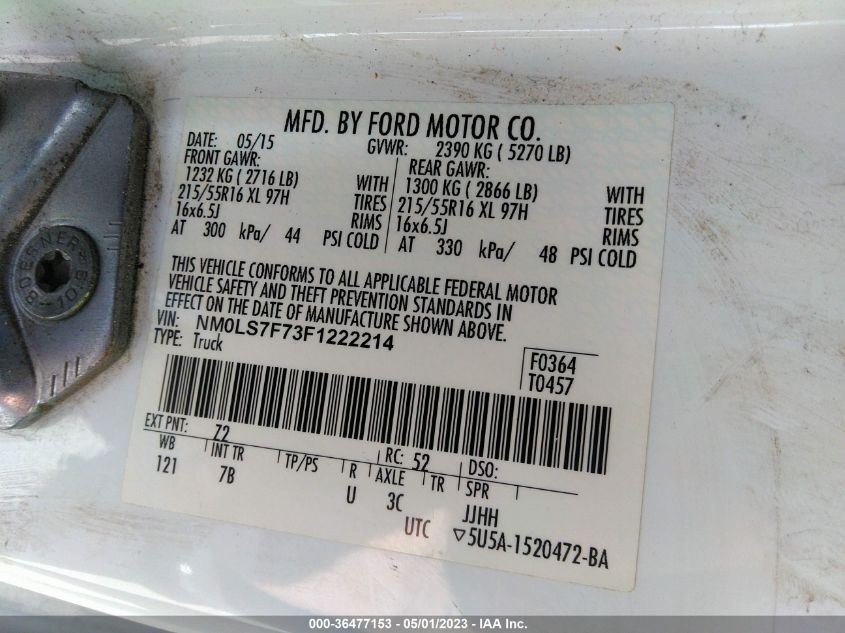 MFD. BY FORD MOTOR CO.
DATE: 05/15 GVWR: 2390 KG ( 5270 LB)
FRONT GAWR: REAR GAWR:
1232 KG ( 2716 LB) WITH 1300 KG ( 2866 LB) WITH
215/55R16 XL 97H TIRES 215/55R16 XL 97H TIRES
16x6.5J RIMS 16x6.5J RIMS
AT 300 kPa/ 44 PSI COLD AT 330 kPa/ 48 PSI COLD
THIS VEHICLE CONFORMS TO ALL APPLICABLE FEDERAL MOTOR
VEHICLE SAFETY AND THEFT PREVENTION STANDARDS IN
EFFECT ON THE DATE OF MANUFACTURE SHOWN ABOVE.
VIN: NM0LS7F73F1222214
TYPE: Truck
F0364
T0457
EXT PNT: Z2 RC: 52 DSO:
WB INT TR TP/PS R AXLE TR SPR
121 7B U 3C JJHH
UTC ▽5U5A-1520472-BA
000-36477153 - 05/01/2023 - IAA Inc.